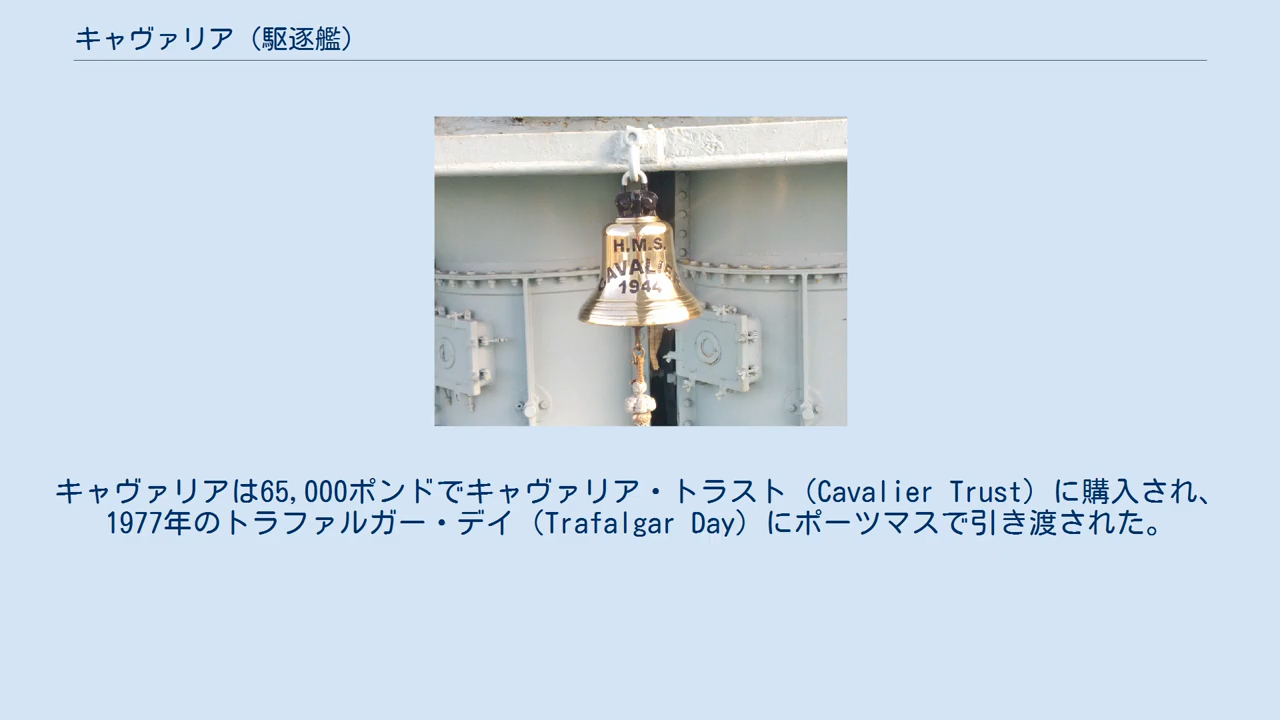 キャヴァリア（駆逐艦）
H.M.S.
CAVALIER
1944
キャヴァリアは65,000ポンドでキャヴァリア・トラスト（Cavalier Trust）に購入され、
1977年のトラファルガー・デイ（Trafalgar Day）にポーツマスで引き渡された。